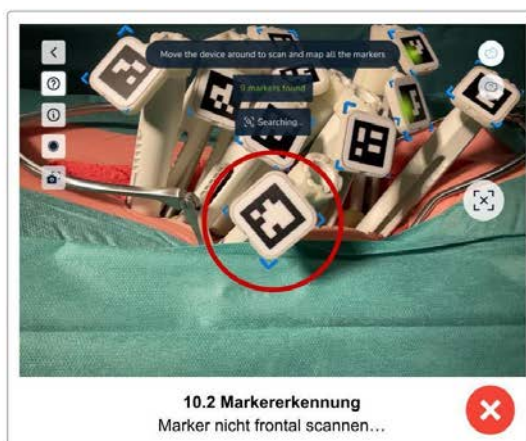 Move the device around to scan and map all the markers
9 markers found
Searching...
10.2 Markererkennung
Marker nicht frontal scannen…